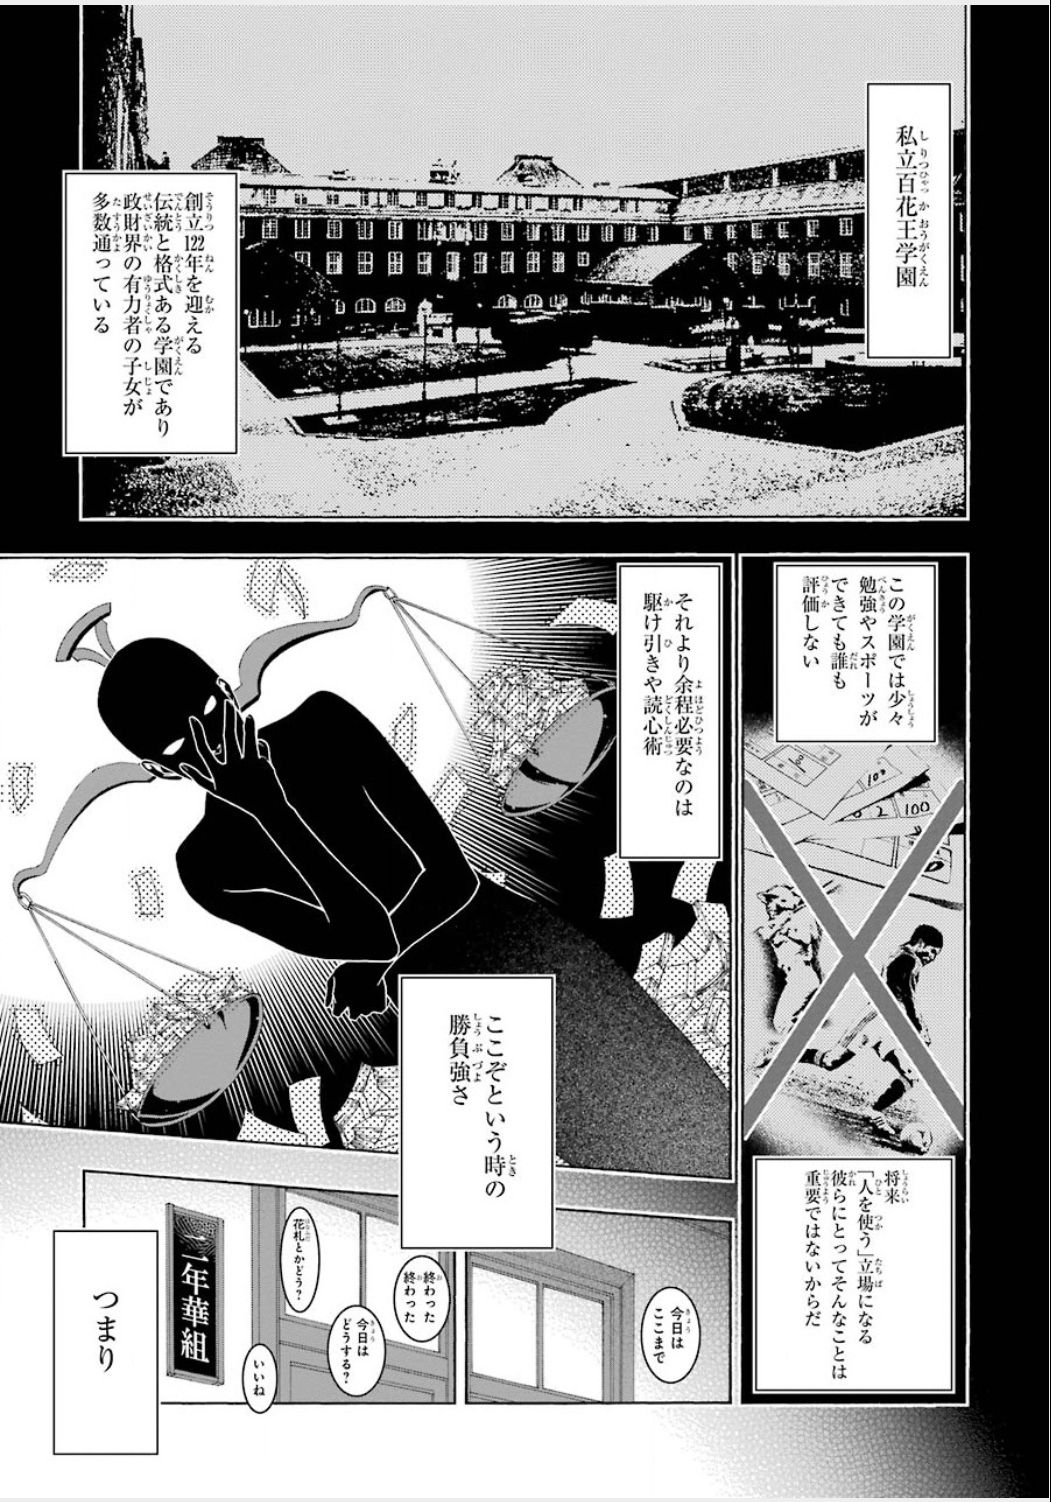 私立百花王学園
創立122年を迎える
伝統と格式ある学園であり
政財界の有力者の子女が
多数通っている
この学園では少々
勉強やスポーツが
できても誰も
評価しない
100
100
2
0
将来
「人を使う」立場になる
彼らにとってそんなことは
重要ではないからだ
それより余程必要なのは
駆け引きや読心術
ここぞという時の
勝負強さ
今日は
ここまで
終わった
終わった
今日は
どうする？
花札とかどう？
いいね
二年華組
つまり